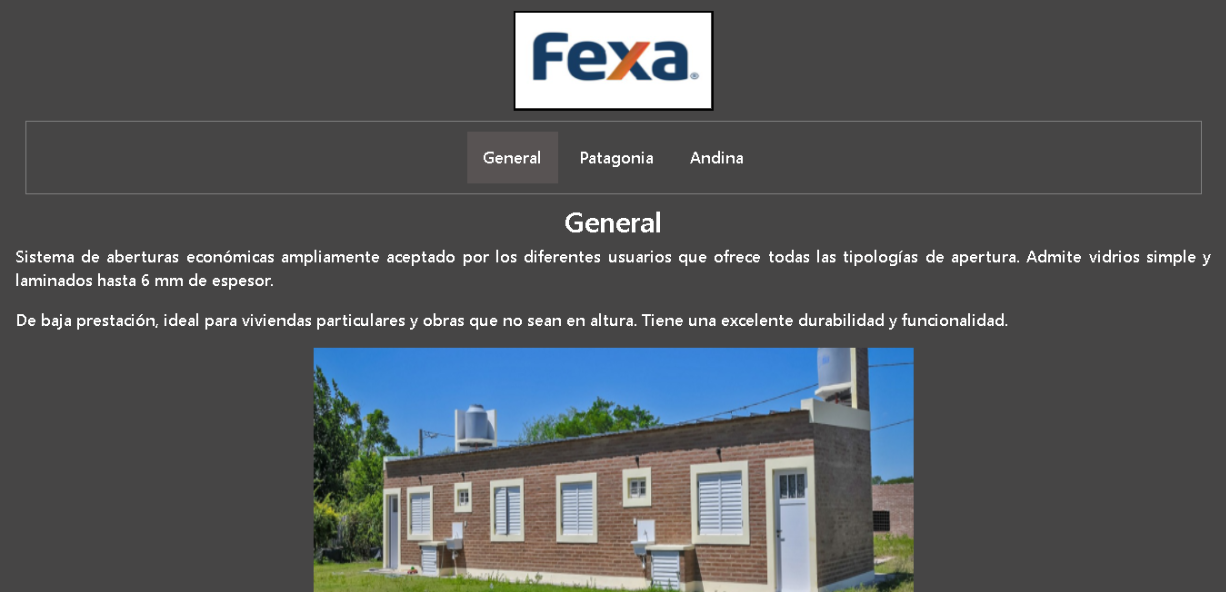 Fexa®
General Patagonia Andina
General
Sistema de aberturas económicas ampliamente aceptado por los diferentes usuarios que ofrece todas las tipologías de apertura. Admite vidrios simple y
laminados hasta 6 mm de espesor.
De baja prestación, ideal para viviendas particulares y obras que no sean en altura. Tiene una excelente durabilidad y funcionalidad.